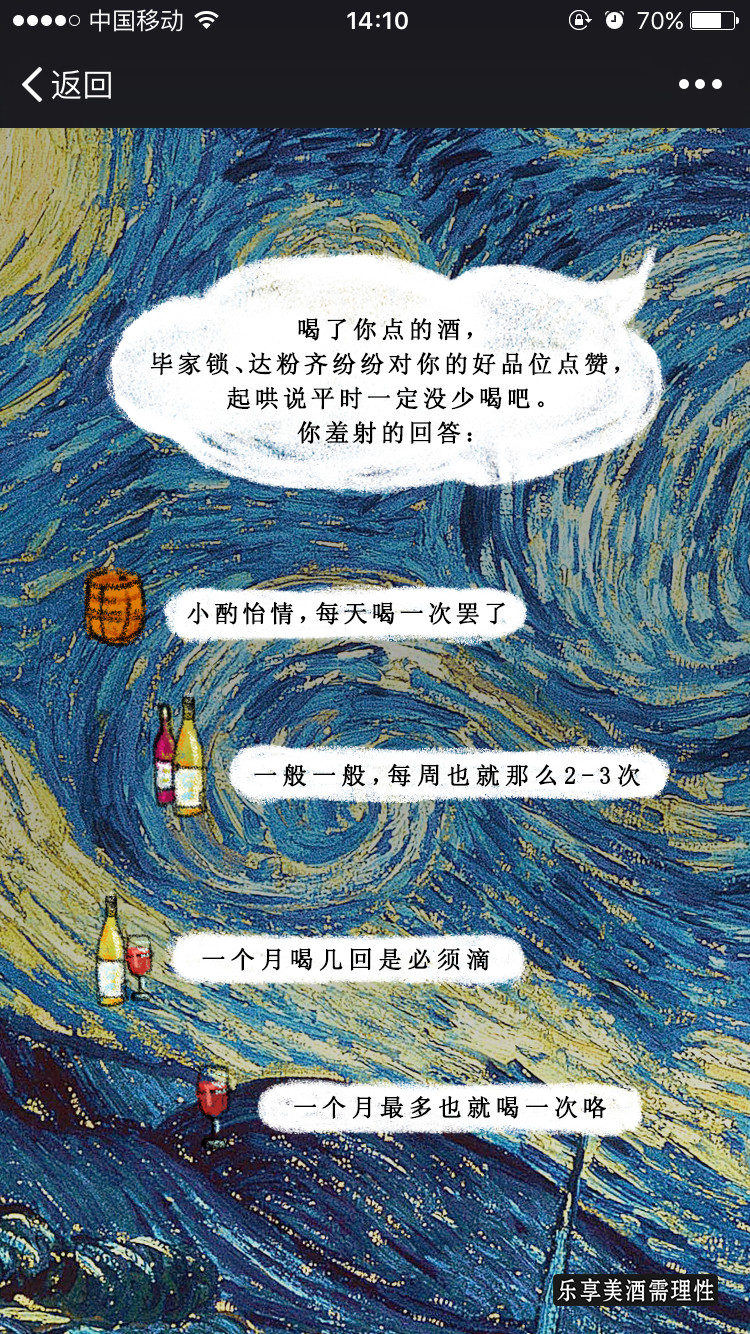 中国移动 14:10 70%
返回
喝了你点的酒，
毕家锁、达粉齐纷纷对你的好品位点赞，
起哄说平时一定没少喝吧。
你羞射的回答：
小酌怡情，每天喝一次罢了
一般一般，每周也就那么2-3次
一个月喝几回是必须滴
一个月最多也就喝一次咯
乐享美酒需理性